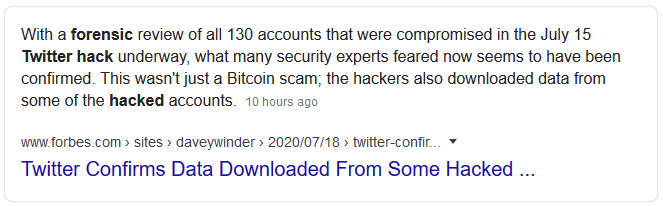 With a forensic review of all 130 accounts that were compromised in the July 15
Twitter hack underway, what many security experts feared now seems to have been
confirmed. This wasn't just a Bitcoin scam; the hackers also downloaded data from
some of the hacked accounts. 10 hours ago
www.forbes.com › sites › daveywinder › 2020/07/18 › twitter-confir...
Twitter Confirms Data Downloaded From Some Hacked ...